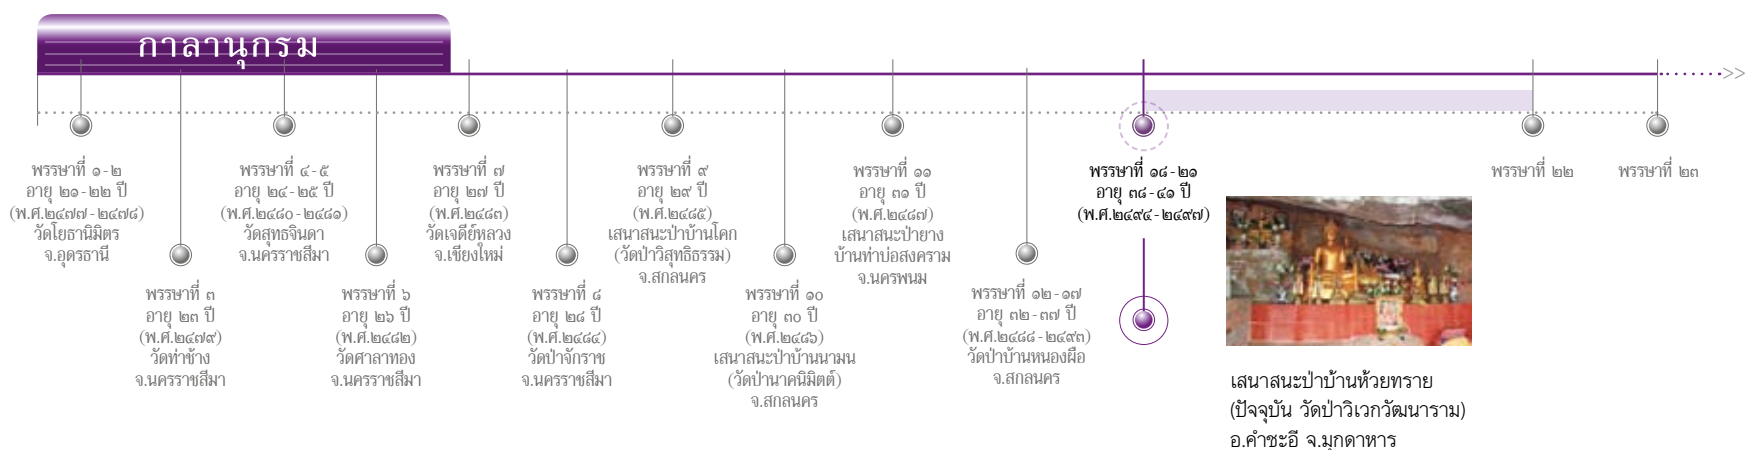 กาลานุกรม
>>
พรรษาที่ ๑-๒
อายุ ๒๑-๒๒ ปี
(พ.ศ.๒๔๗๗-๒๔๗๘)
วัดโยธานิมิตร
จ.อุดรธานี
พรรษาที่ ๓
อายุ ๒๓ ปี
(พ.ศ.๒๔๗๙)
วัดท่าช้าง
จ.นครราชสีมา
พรรษาที่ ๔-๕
อายุ ๒๔-๒๕ ปี
(พ.ศ.๒๔๘๐-๒๔๘๑)
วัดสุทธจินดา
จ.นครราชสีมา
พรรษาที่ ๖
อายุ ๒๖ ปี
(พ.ศ.๒๔๘๒)
วัดศาลาทอง
จ.นครราชสีมา
พรรษาที่ ๗
อายุ ๒๗ ปี
(พ.ศ.๒๔๘๓)
วัดเจดีย์หลวง
จ.เชียงใหม่
พรรษาที่ ๘
อายุ ๒๘ ปี
(พ.ศ.๒๔๘๔)
วัดป่าจักราช
จ.นครราชสีมา
พรรษาที่ ๙
อายุ ๒๙ ปี
(พ.ศ.๒๔๘๕)
เสนาสนะป่าบ้านโคก
(วัดป่าวิสุทธิธรรม)
จ.สกลนคร
พรรษาที่ ๑๐
อายุ ๓๐ ปี
(พ.ศ.๒๔๘๖)
เสนาสนะป่าบ้านนามน
(วัดป่านาคนิมิตต์)
จ.สกลนคร
พรรษาที่ ๑๑
อายุ ๓๑ ปี
(พ.ศ.๒๔๘๗)
เสนาสนะป่ายาง
บ้านท่าบ่อสงคราม
จ.นครพนม
พรรษาที่ ๑๒-๑๗
อายุ ๓๒-๓๗ ปี
(พ.ศ.๒๔๘๘-๒๔๙๓)
วัดป่าบ้านหนองผือ
จ.สกลนคร
พรรษาที่ ๑๘-๒๑
อายุ ๓๘-๔๑ ปี
(พ.ศ.๒๔๙๔-๒๔๙๗)
เสนาสนะป่าบ้านห้วยทราย
(ปัจจุบัน วัดป่าวิเวกวัฒนาราม)
อ.คำชะอี จ.มุกดาหาร
พรรษาที่ ๒๒
พรรษาที่ ๒๓